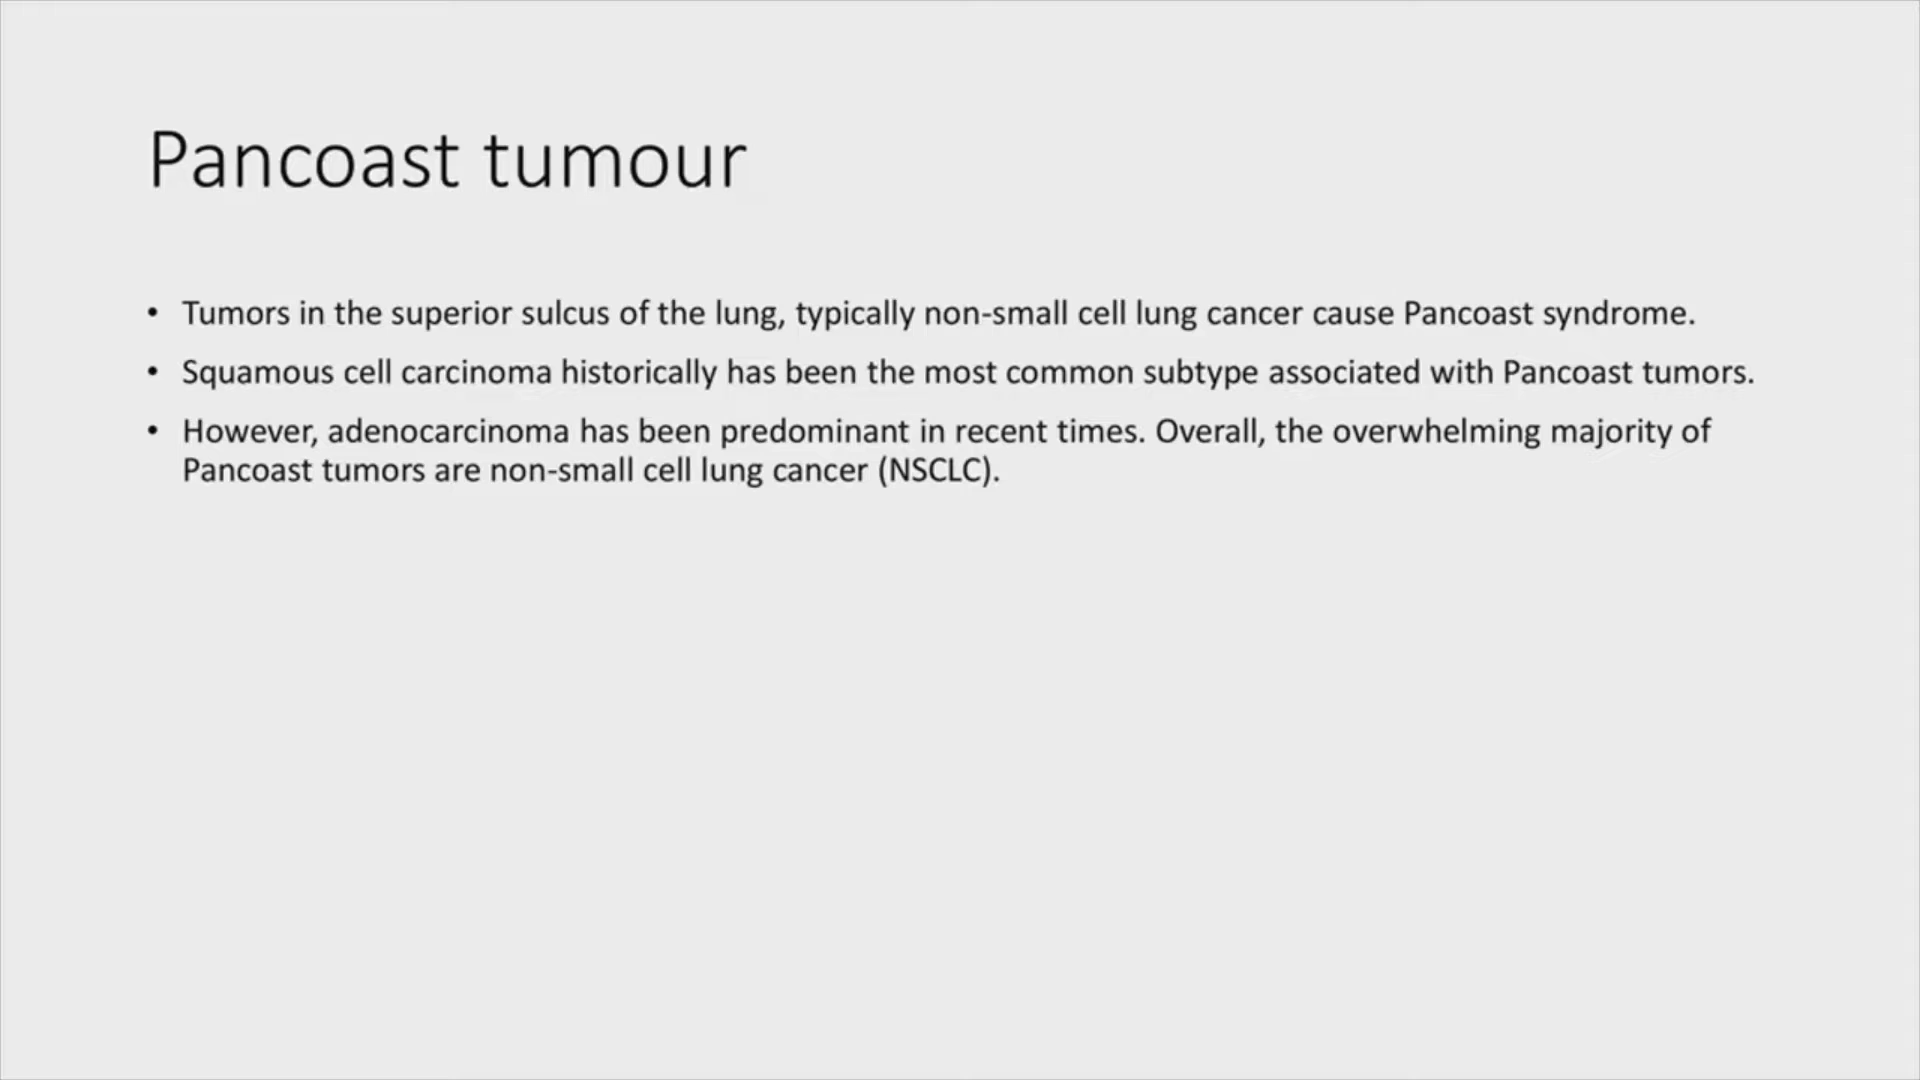 Pancoast tumour
• Tumors in the superior sulcus of the lung, typically non-small cell lung cancer cause Pancoast syndrome.
• Squamous cell carcinoma historically has been the most common subtype associated with Pancoast tumors.
• However, adenocarcinoma has been predominant in recent times. Overall, the overwhelming majority of
Pancoast tumors are non-small cell lung cancer (NSCLC).